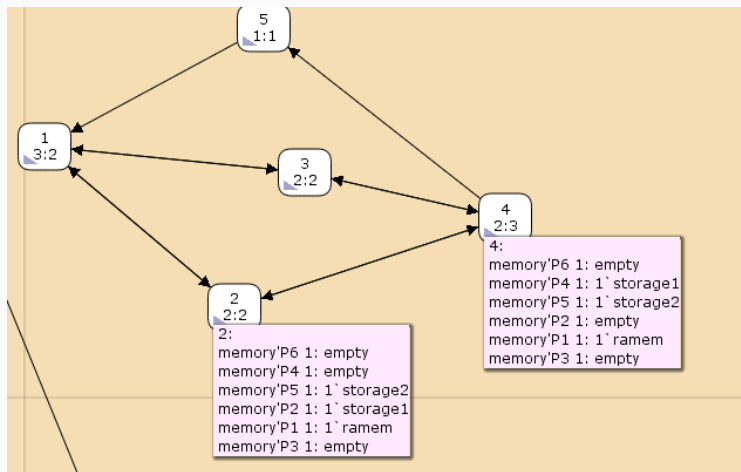 5
1:1
1
3:2
3
2:2
4
2:3
4:
memory'P6 1: empty
memory'P4 1: 1`storage1
memory'P5 1: 1`storage2
memory'P2 1: empty
memory'P1 1: 1`ramem
memory'P3 1: empty
2
2:2
2:
memory'P6 1: empty
memory'P4 1: empty
memory'P5 1: 1`storage2
memory'P2 1: 1`storage1
memory'P1 1: 1`ramem
memory'P3 1: empty